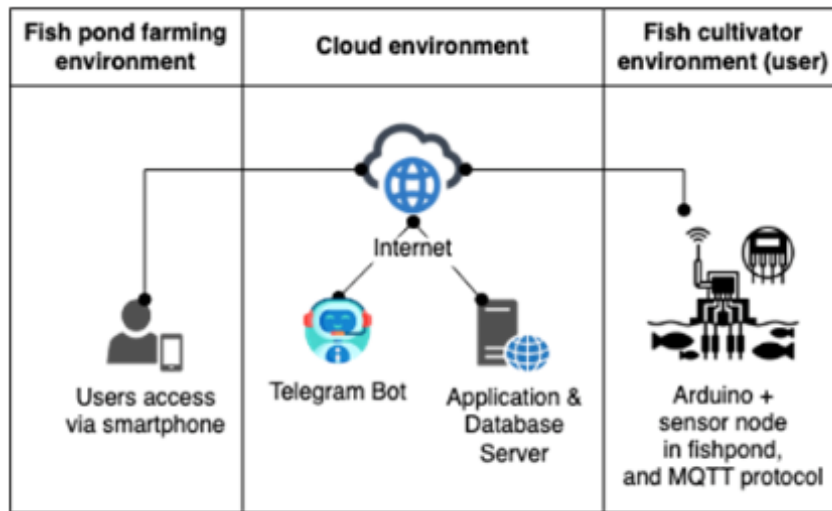 Fish pond farming
environment
Cloud environment
Fish cultivator
environment (user)
Internet
Users access
via smartphone
Telegram Bot
Application &
Database
Server
Arduino +
sensor node
in fishpond,
and MQTT protocol